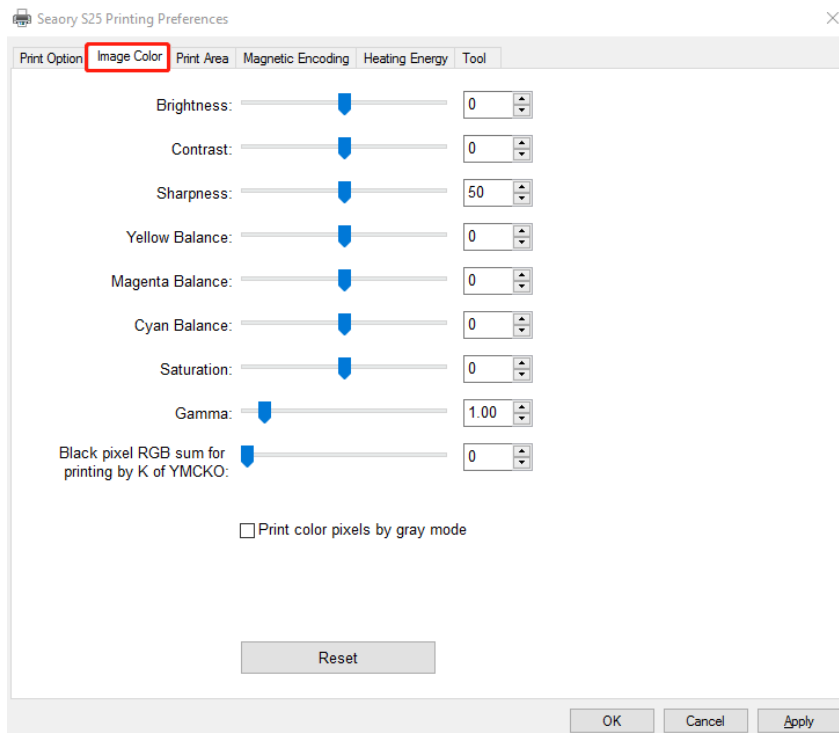 Seaory S25 Printing Preferences
Print Option Image Color Print Area Magnetic Encoding Heating Energy Tool
Brightness: 0
Contrast: 0
Sharpness: 50
Yellow Balance: 0
Magenta Balance: 0
Cyan Balance: 0
Saturation: 0
Gamma: 1.00
Black pixel RGB sum for
printing by K of YMCKO: 0
Print color pixels by gray mode
Reset
OK Cancel Apply